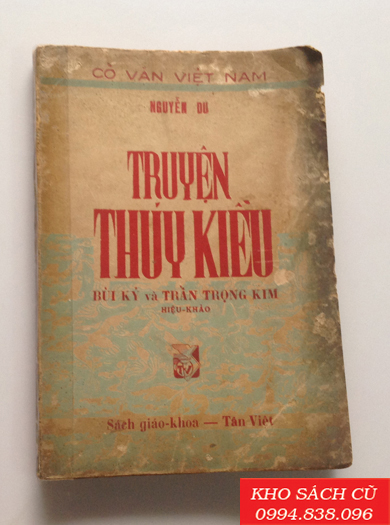 CỔ VĂN VIỆT NAM
NGUYỄN DU
TRUYỆN
THÚY KIỀU
BÙI KỶ và TRẦN TRỌNG KIM
HIỆU-KHẢO
TV
Sách giáo-khoa — Tân Việt
KHO SÁCH CŨ
0994.838.096